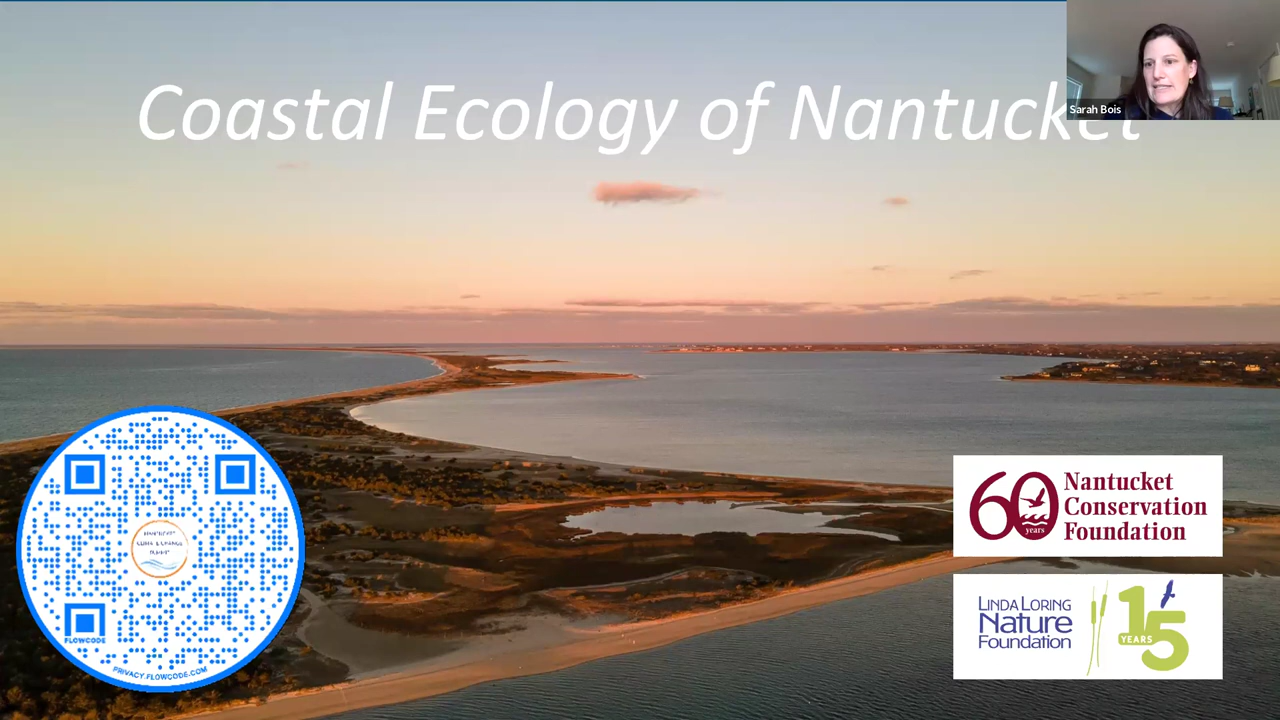 Coastal Ecology of Nantucket
Sarah Bois
FLOWCODE
PRIVACY.FLOWCODE.COM
60 years
Nantucket
Conservation
Foundation
LINDA LORING
Nature
Foundation
15 YEARS